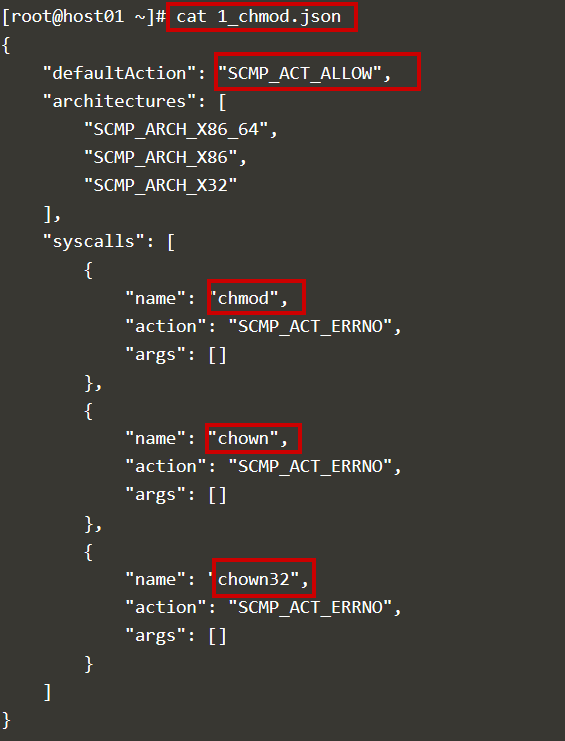 [root@host01 ~]# cat 1_chmod.json
{
    "defaultAction": "SCMP_ACT_ALLOW",
    "architectures": [
        "SCMP_ARCH_X86_64",
        "SCMP_ARCH_X86",
        "SCMP_ARCH_X32"
    ],
    "syscalls": [
        {
            "name": "chmod",
            "action": "SCMP_ACT_ERRNO",
            "args": []
        },
        {
            "name": "chown",
            "action": "SCMP_ACT_ERRNO",
            "args": []
        },
        {
            "name": "chown32",
            "action": "SCMP_ACT_ERRNO",
            "args": []
        }
    ]
}